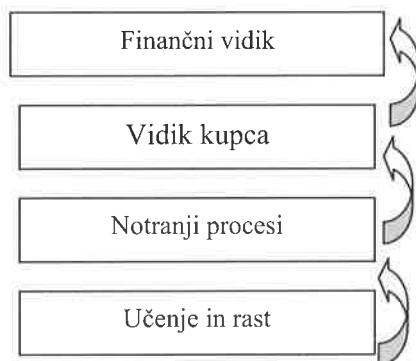 Finančni vidik
Vidik kupca
Notranji procesi
Učenje in rast